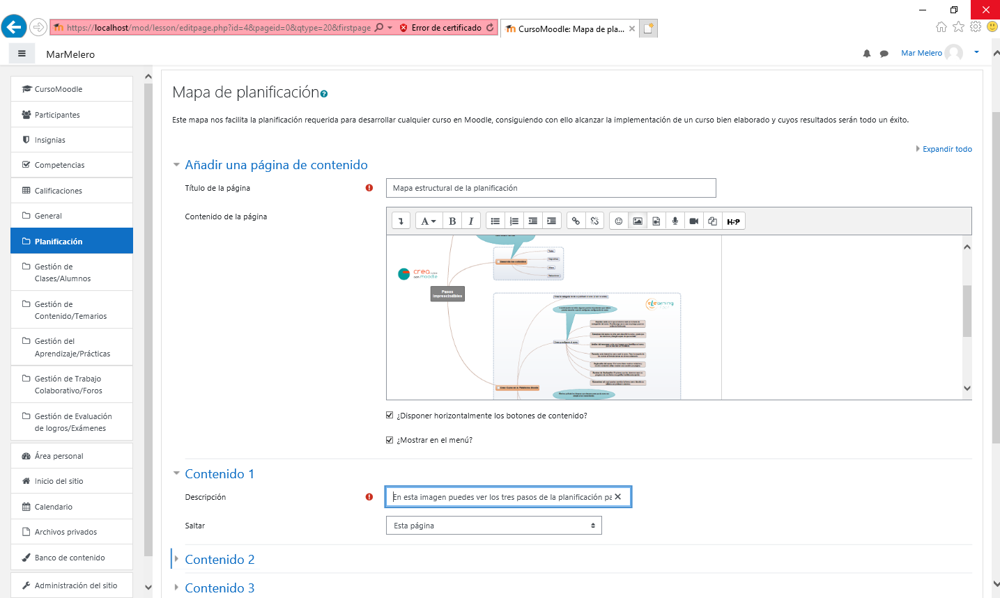 https://localhost/mod/lesson/editpage.php?id=4&pageid=0&qtype=20&firstpage
Error de certificado
CursoMoodle: Mapa de pla...
MarMelero
Mar Melero
CursoMoodle
Participantes
Insignias
Competencias
Calificaciones
General
Planificación
Gestión de
Clases/Alumnos
Gestión de
Contenido/Temarios
Gestión del
Aprendizaje/Prácticas
Gestión de Trabajo
Colaborativo/Foros
Gestión de Evaluación
de logros/Exámenes
Área personal
Inicio del sitio
Calendario
Archivos privados
Banco de contenido
Administración del sitio
Mapa de planificación
Este mapa nos facilita la planificación requerida para desarrollar cualquier curso en Moodle, consiguiendo con ello alcanzar la implementación de un curso bien elaborado y cuyos resultados serán todo un éxito.
Expandir todo
Añadir una página de contenido
Título de la página
Mapa estructural de la planificación
Contenido de la página
A B I
H-P
crea
con moodle
Pasos
imprescindibles
eLearning
¿Disponer horizontalmente los botones de contenido?
¿Mostrar en el menú?
Contenido 1
Descripción
En esta imagen puedes ver los tres pasos de la planificación pa
Saltar
Esta página
Contenido 2
Contenido 3